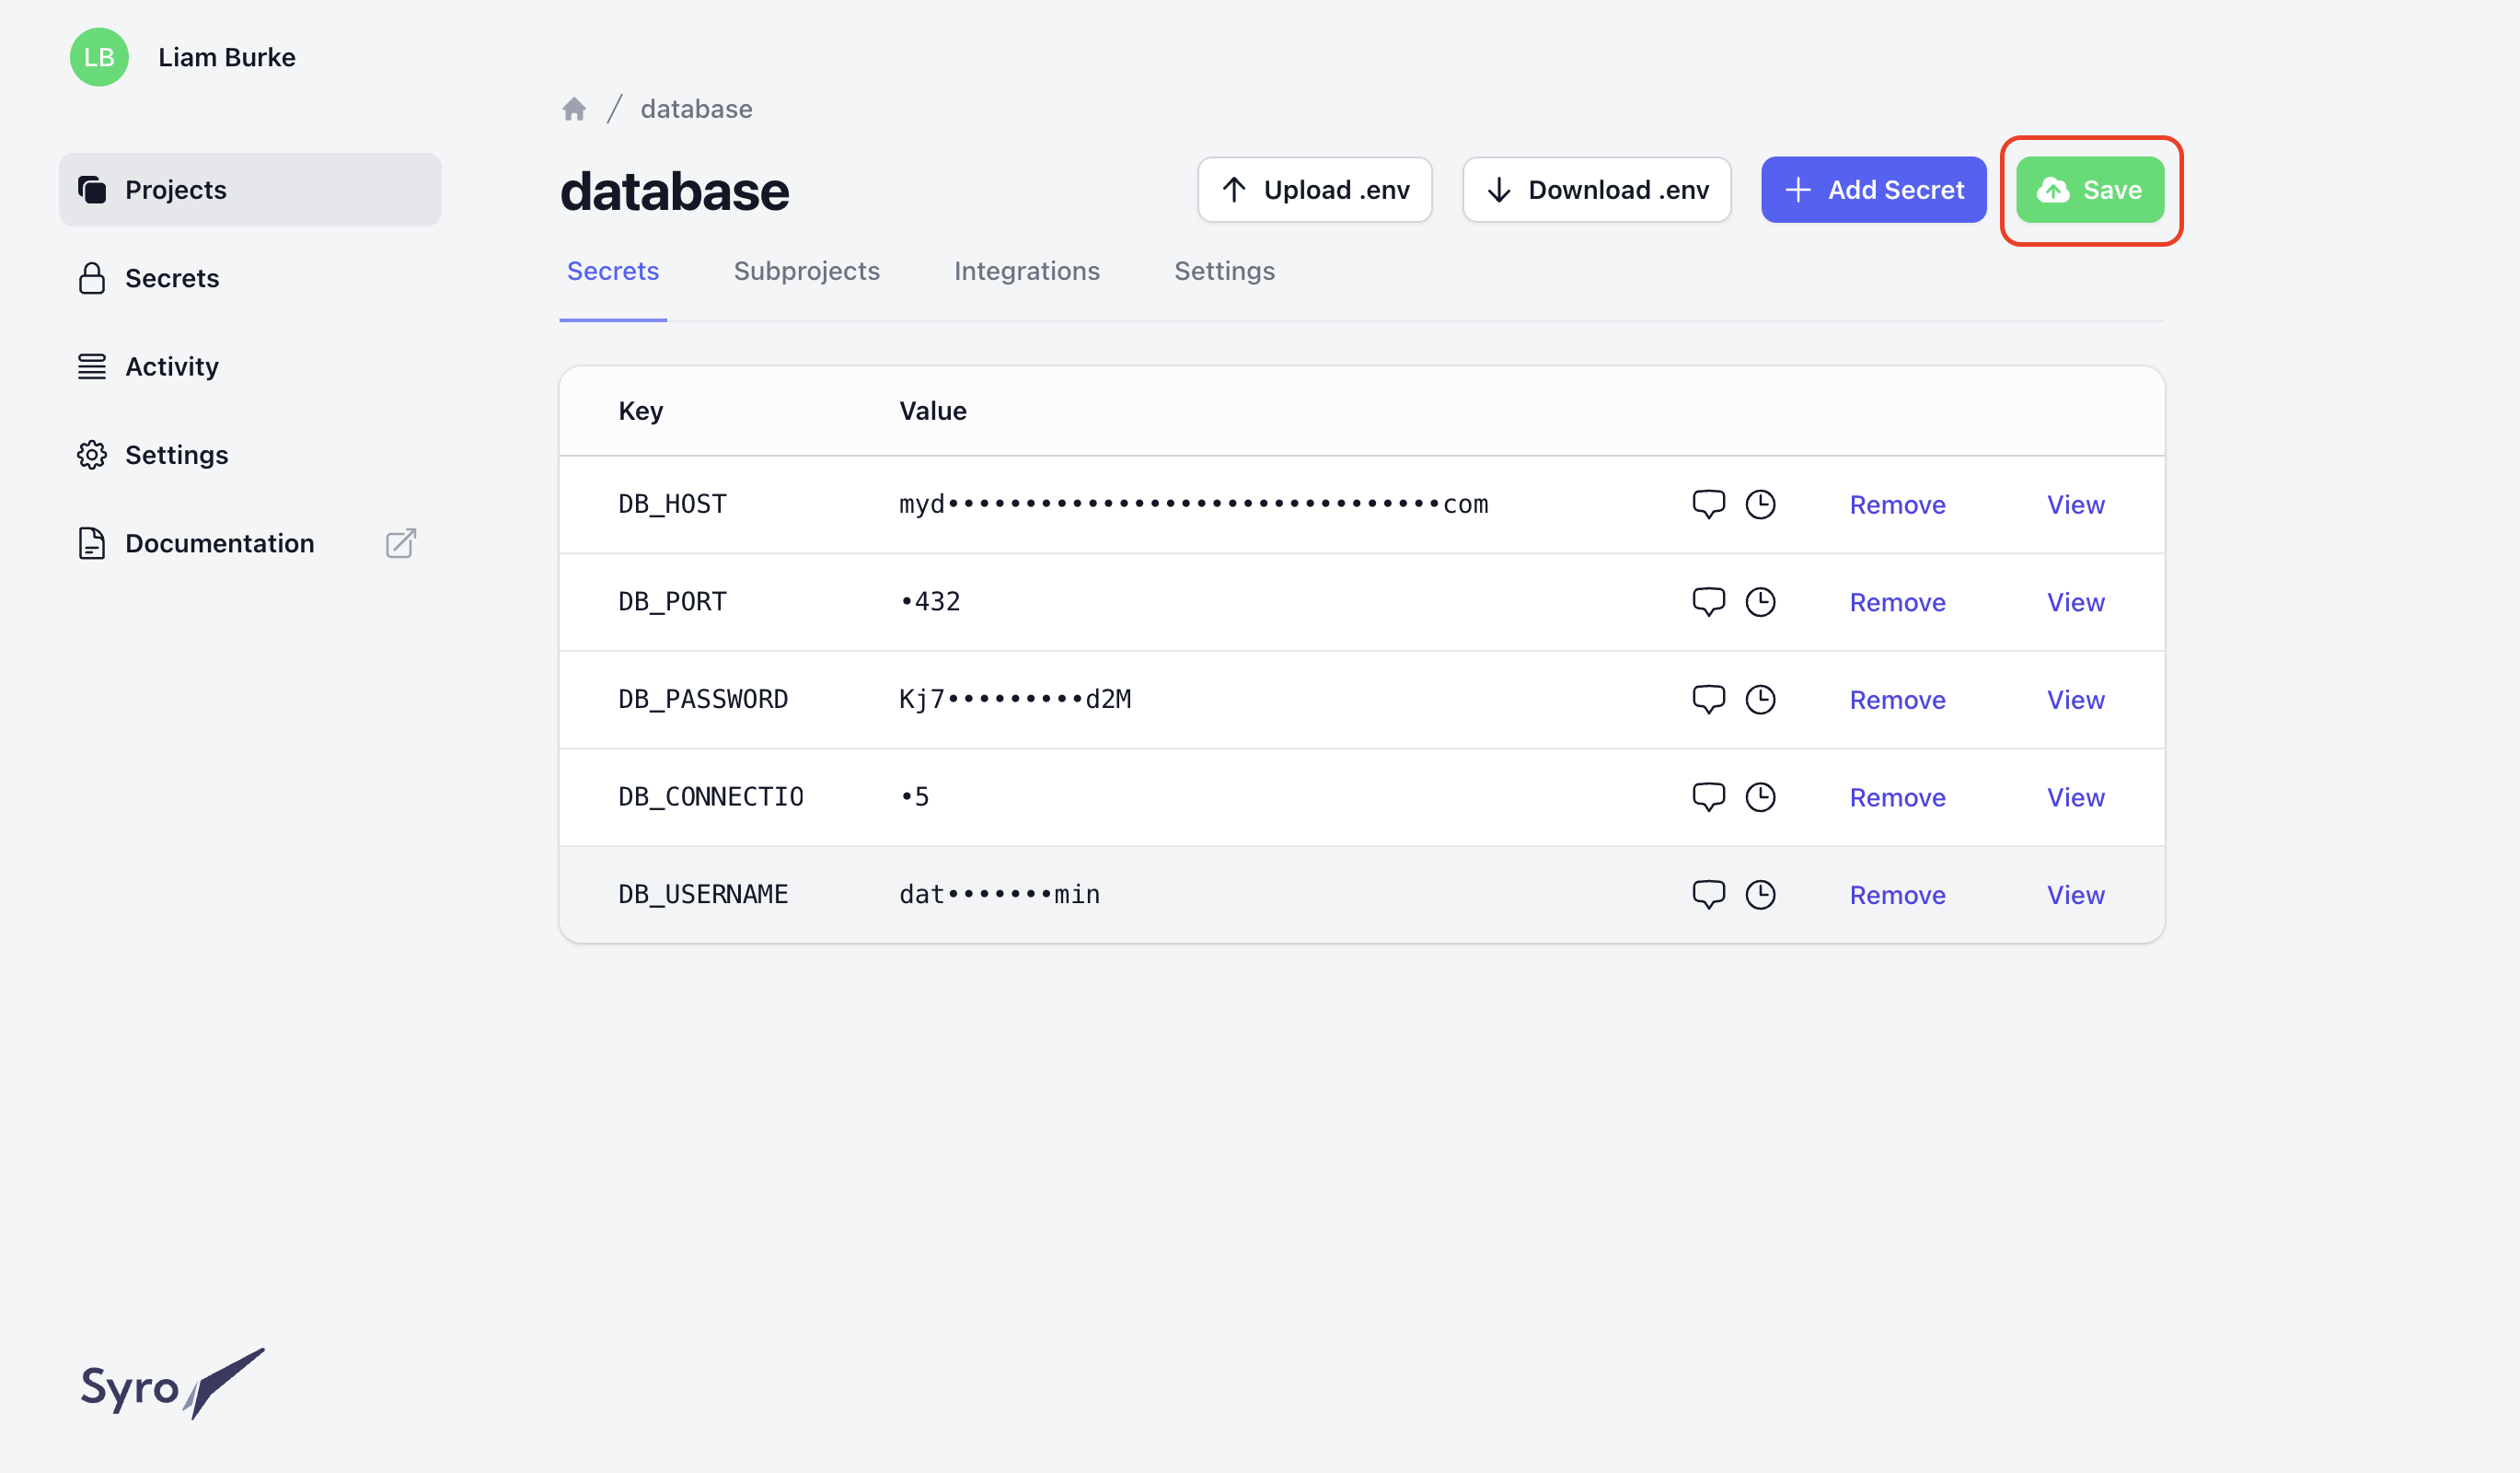 LB Liam Burke
Projects
Secrets
Activity
Settings
Documentation
/ database
database
Upload .env Download .env + Add Secret Save
Secrets Subprojects Integrations Settings
Key Value
DB_HOST myd••••••••••••••••••••••••••••••••com Remove View
DB_PORT •432 Remove View
DB_PASSWORD Kj7•••••••••d2M Remove View
DB_CONNECTIO •5 Remove View
DB_USERNAME dat•••••••min Remove View
Syro